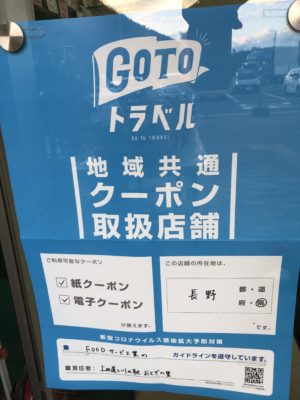 GOTO
トラベル
GO TO TRAVEL
地域共通
クーポン
取扱店舗
ご利用可能なクーポン
☑紙クーポン
☑電子クーポン
が使えます。
この店舗の所在地は、
長野 都・道 府・県
です。
新型コロナウイルス感染拡大予防対策
FOODサービス業の ガイドラインを遵守しています。
責任者: